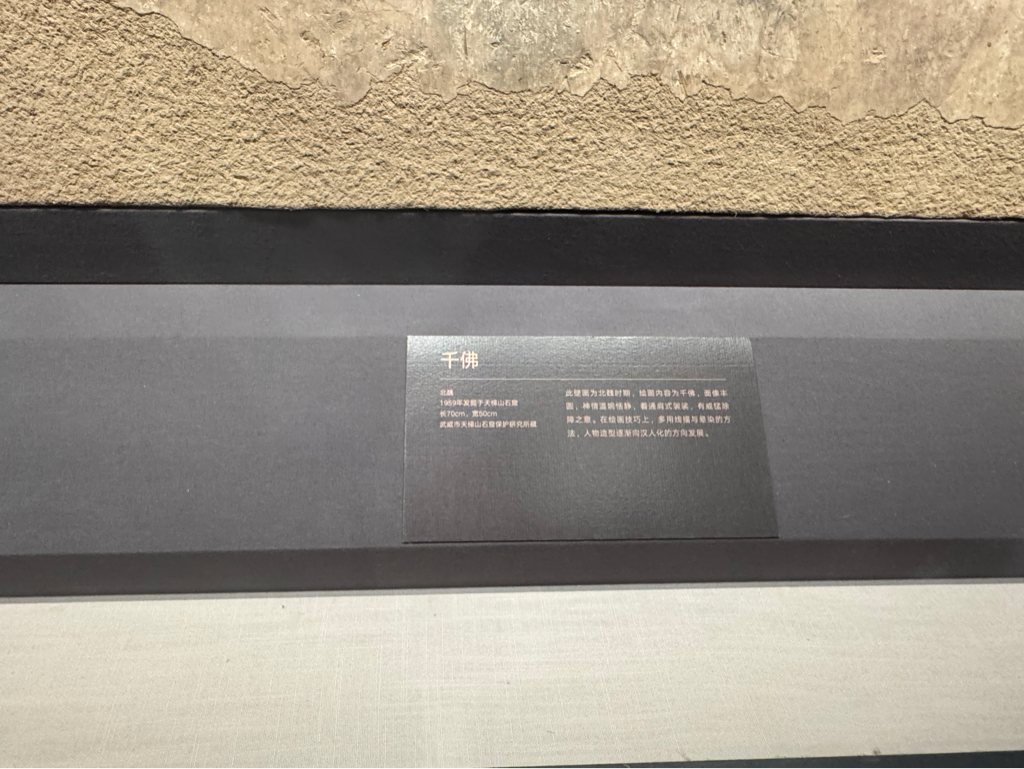 千佛
北魏
1989年发掘于天梯山石窟
长70cm，宽50cm
武威市天梯山石窟保护研究所藏
此壁画为北魏时期，绘画内容为千佛，面像丰
圆，神情温婉恬静，着通肩式袈裟，有威猛除
障之意。在绘画技巧上，多用线描与晕染的方
法，人物造型逐渐向汉人化的方向发展。